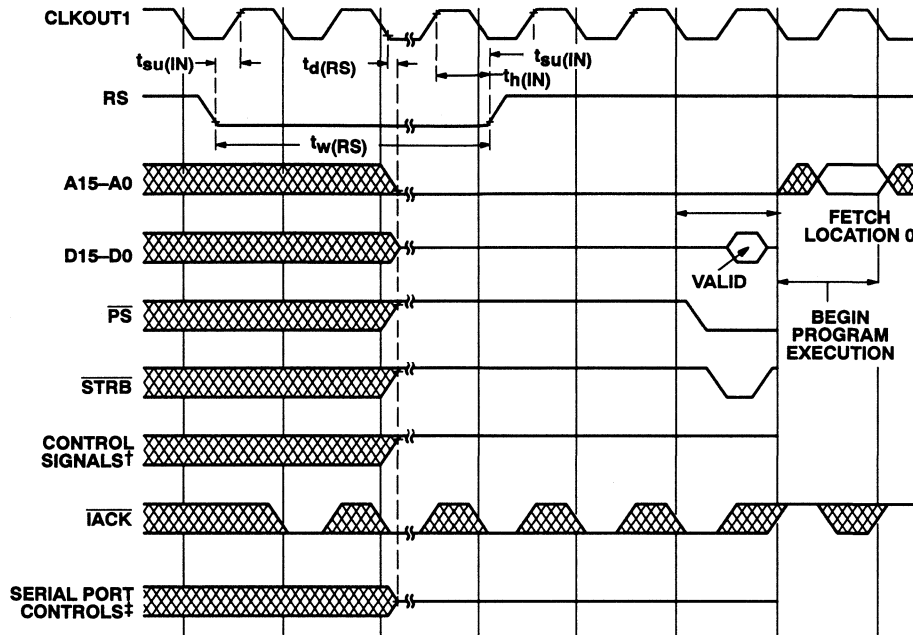 CLKOUT1
tsu(IN)
td(RS)
tsu(IN)
th(IN)
RS
tw(RS)
A15–A0
FETCH
LOCATION 0
D15–D0
VALID
PS
BEGIN
PROGRAM
EXECUTION
STRB
CONTROL
SIGNALS†
IACK
SERIAL PORT
CONTROLS‡